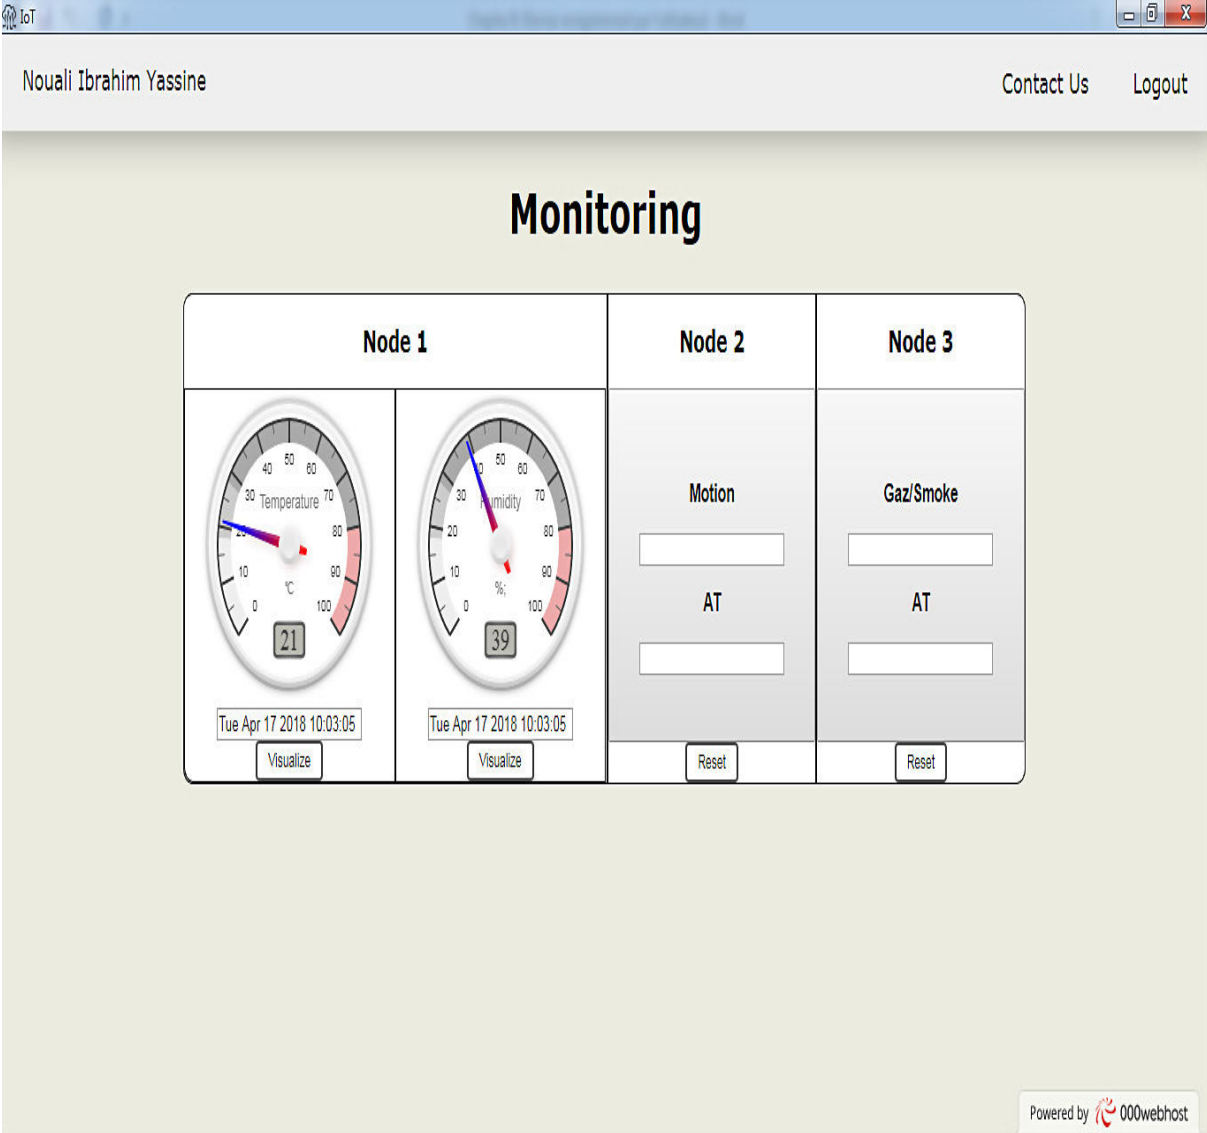 IoT
Nouali Ibrahim Yassine
Contact Us
Logout
Monitoring
Node 1
Node 2
Node 3
0
10
20
30
40
50
60
70
80
90
100
Temperature
°C
21
Tue Apr 17 2018 10:03:05
Visualize
0
10
20
30
50
60
70
80
90
100
%;
39
Tue Apr 17 2018 10:03:05
Visualize
Motion
AT
Reset
Gaz/Smoke
AT
Reset
Powered by 000webhost